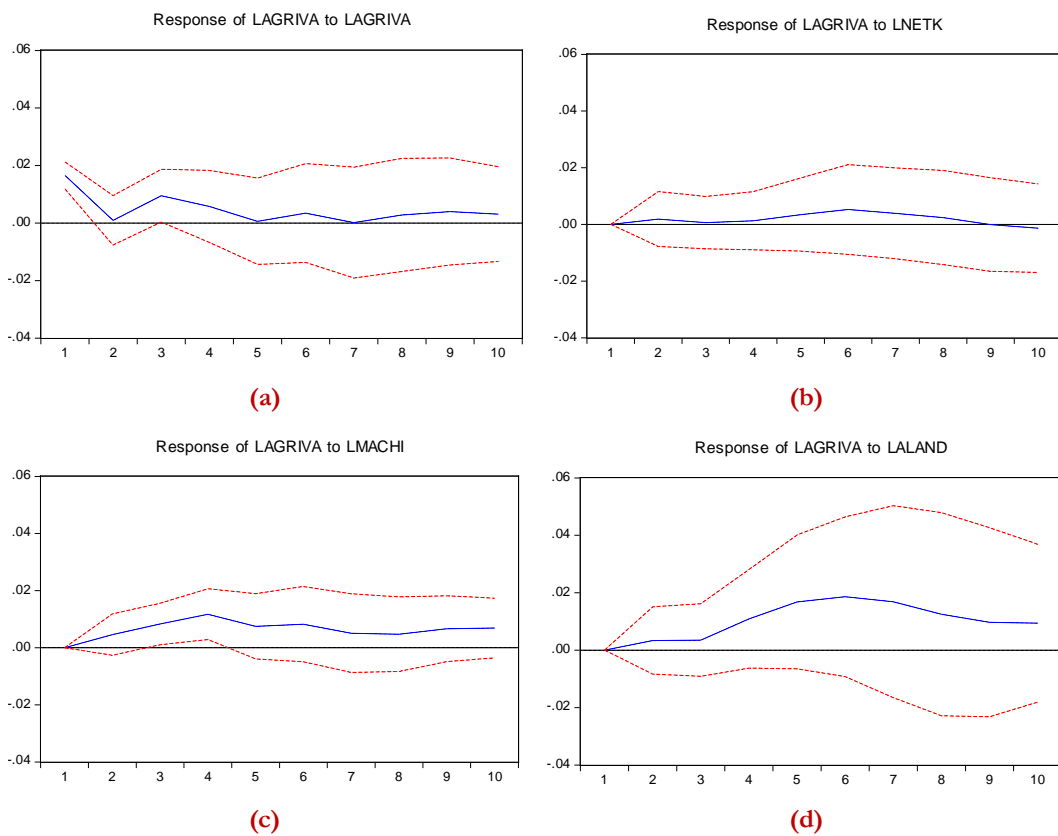 Response of LAGRIVA to LAGRIVA
.06
.04
.02
.00
-.02
-.04
1 2 3 4 5 6 7 8 9 10
(a)
Response of LAGRIVA to LNETK
.06
.04
.02
.00
-.02
-.04
1 2 3 4 5 6 7 8 9 10
(b)
Response of LAGRIVA to LMACHI
.06
.04
.02
.00
-.02
-.04
1 2 3 4 5 6 7 8 9 10
(c)
Response of LAGRIVA to LALAND
.06
.04
.02
.00
-.02
-.04
1 2 3 4 5 6 7 8 9 10
(d)